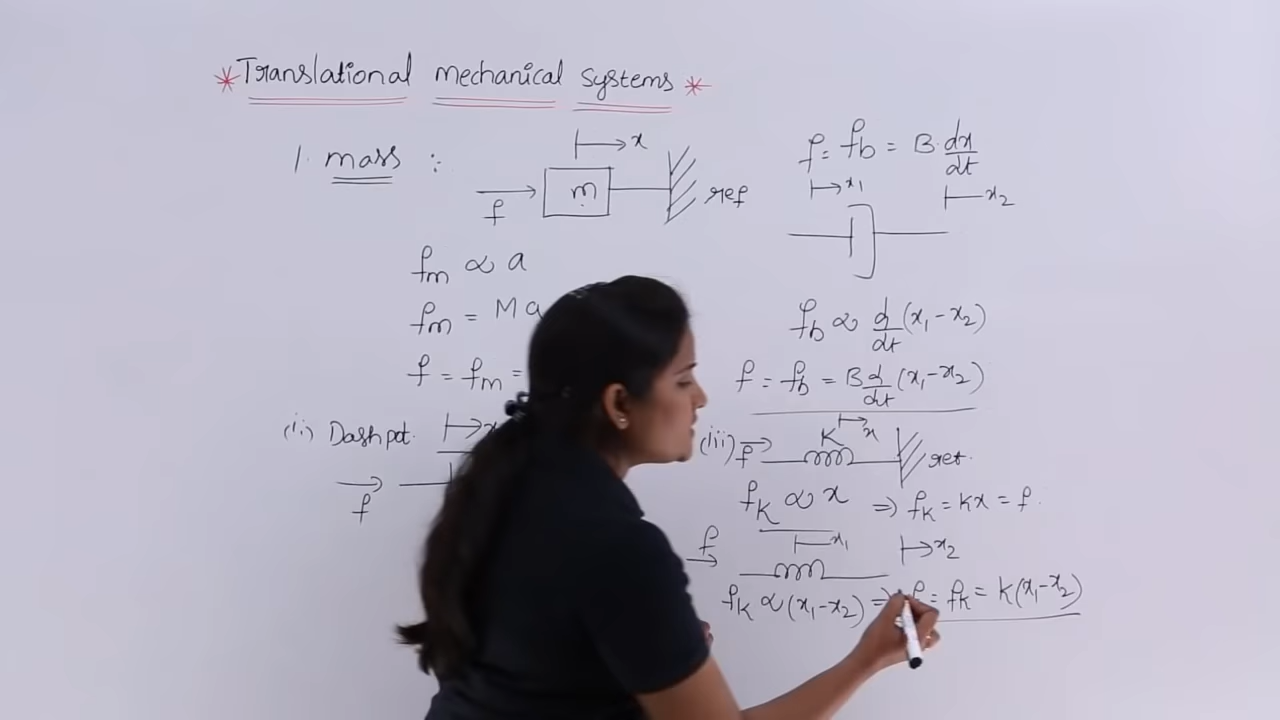 * Translational mechanical systems *
1. mass :
x
m
f
ref
fm ∝ a
fm = Ma
f = fm =
(ii) Dashpot
x
f
f = fb = B · dx/dt
x1
x2
fb ∝ d/dt (x1 - x2)
f = fb = B d/dt (x1 - x2)
(iii) f
K
x
ref.
fK ∝ x ⇒ fK = Kx = f.
f
x1
x2
fK ∝ (x1 - x2) ⇒ f = fK = K(x1 - x2)